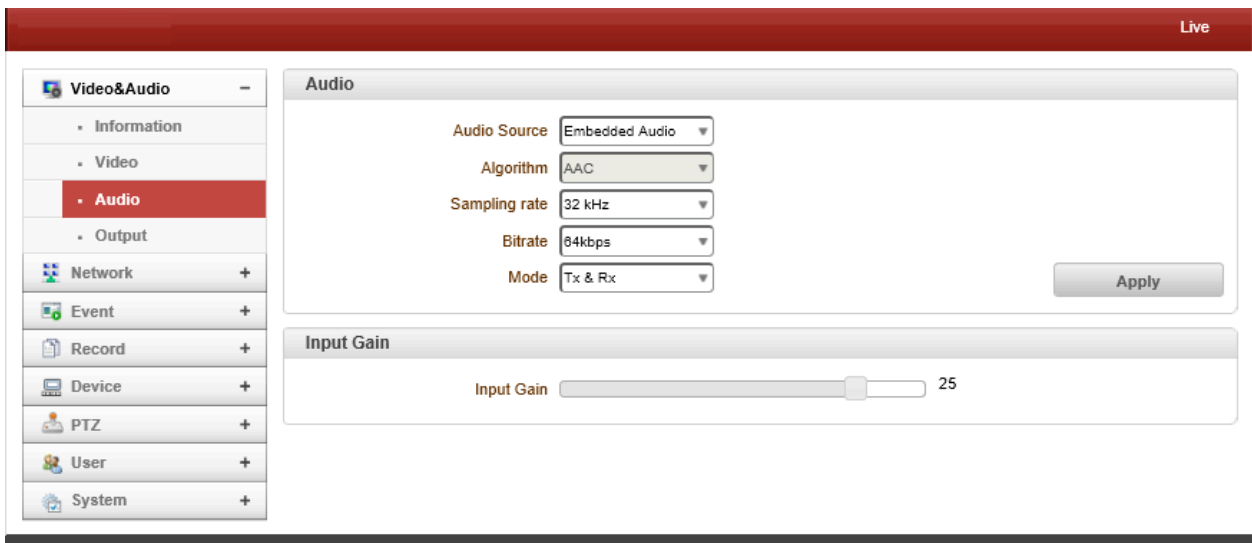 Live
Video&Audio −
Information
Video
Audio
Output
Network +
Event +
Record +
Device +
PTZ +
User +
System +
Audio
Audio Source Embedded Audio
Algorithm AAC
Sampling rate 32 kHz
Bitrate 64kbps
Mode Tx & Rx
Apply
Input Gain
Input Gain 25